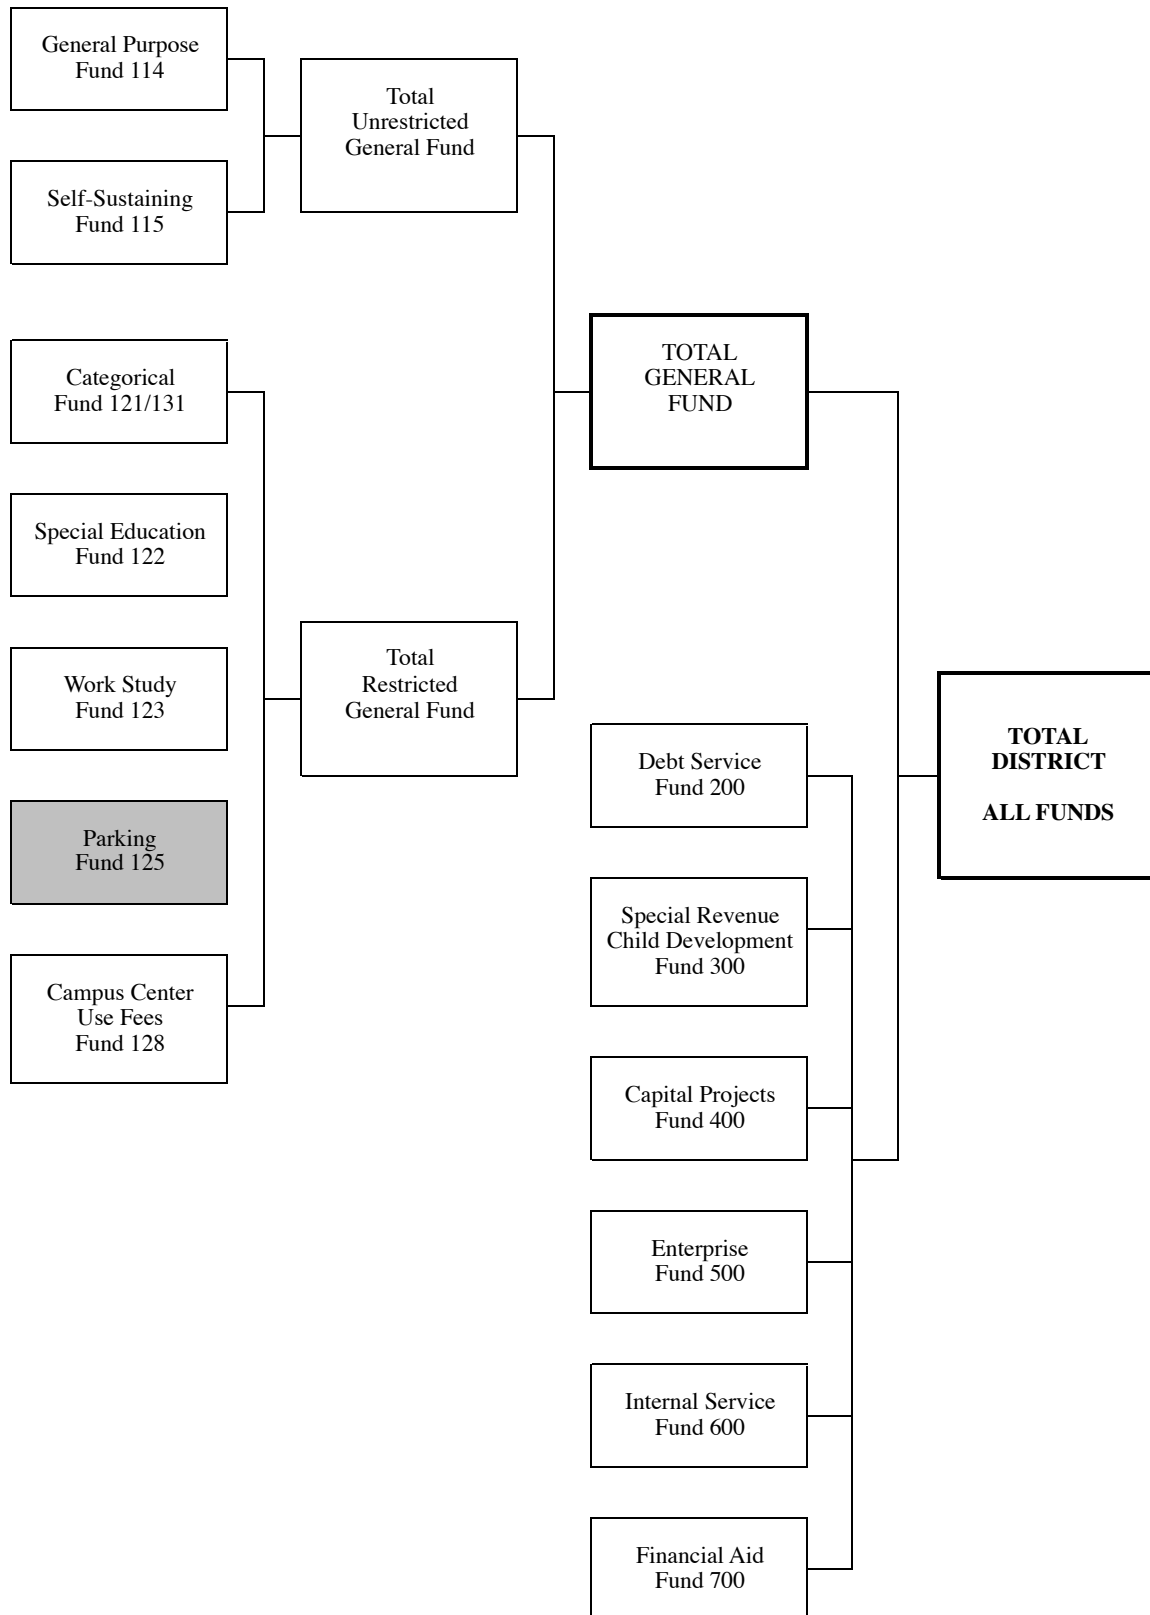 General Purpose
Fund 114
Self-Sustaining
Fund 115
Categorical
Fund 121/131
Special Education
Fund 122
Work Study
Fund 123
Parking
Fund 125
Campus Center
Use Fees
Fund 128
Total
Unrestricted
General Fund
Total
Restricted
General Fund
TOTAL
GENERAL
FUND
Debt Service
Fund 200
Special Revenue
Child Development
Fund 300
Capital Projects
Fund 400
Enterprise
Fund 500
Internal Service
Fund 600
Financial Aid
Fund 700
TOTAL
DISTRICT
ALL FUNDS